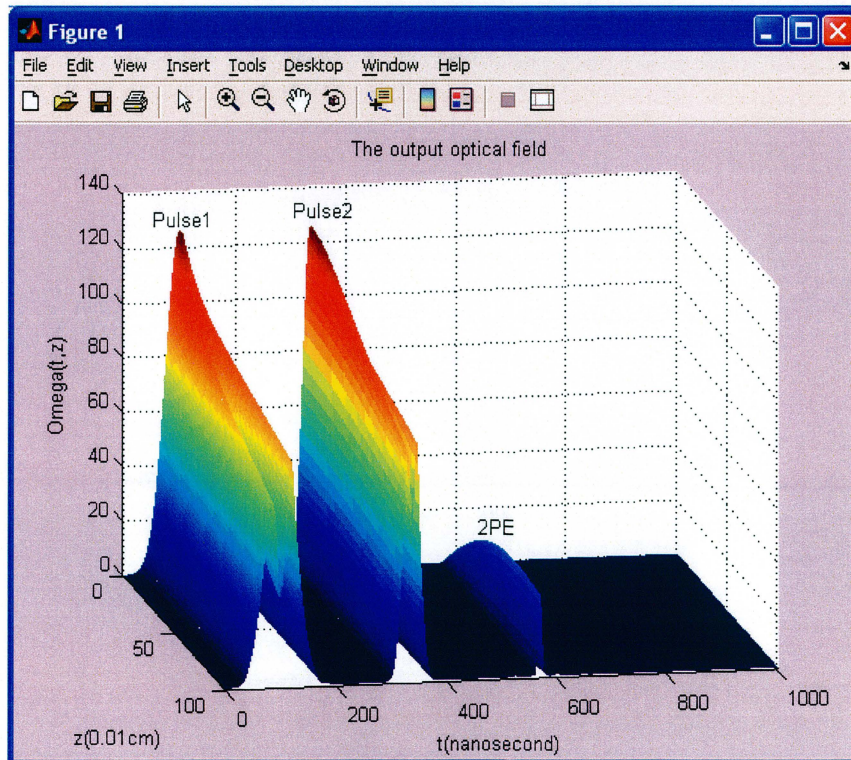 Figure 1
File Edit View Insert Tools Desktop Window Help
The output optical field
140
120
100
80
60
40
20
0
Omega(t,z)
Pulse1
Pulse2
2PE
0
50
100
z(0.01cm)
0
200
400
600
800
1000
t(nanosecond)